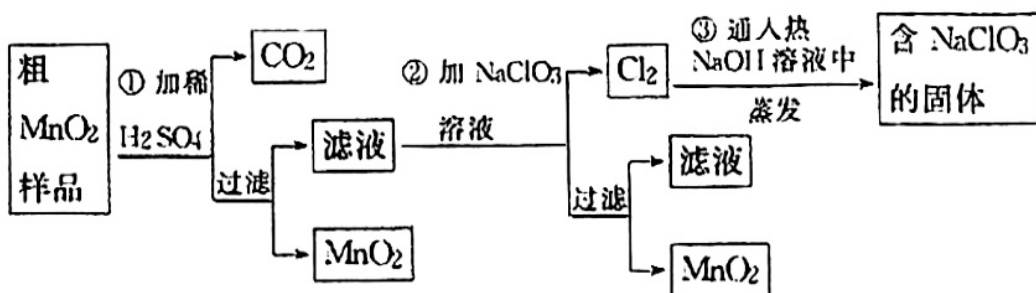 粗
MnO2
样品
① 加稀
H2SO4
过滤
CO2
滤液
MnO2
② 加 NaClO3
溶液
过滤
Cl2
滤液
MnO2
③ 通入热
NaOH 溶液中
蒸发
含 NaClO3
的固体